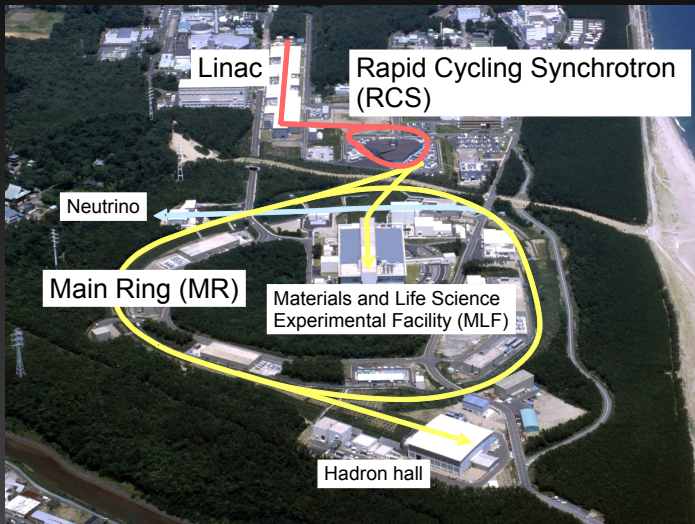 Linac
Rapid Cycling Synchrotron
(RCS)
Neutrino
Main Ring (MR)
Materials and Life Science
Experimental Facility (MLF)
Hadron hall